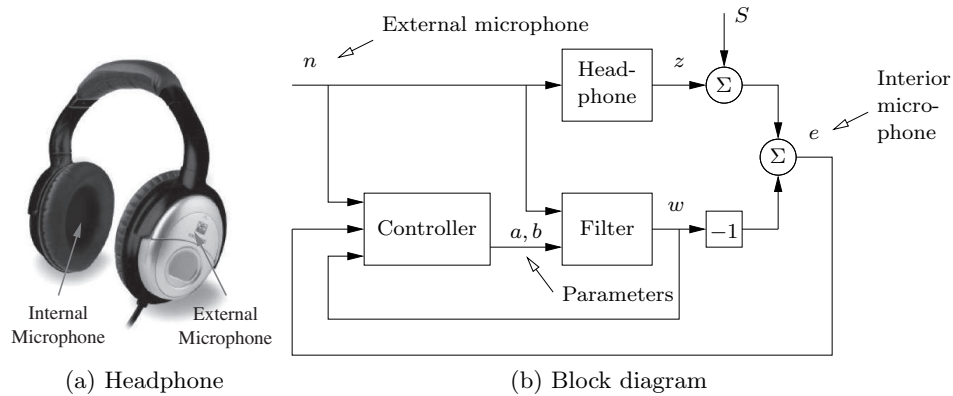 Internal
Microphone
External
Microphone
(a) Headphone
External microphone
n
Head-
phone
z
S
Σ
Interior
micro-
phone
e
Σ
Controller
a, b
Filter
w
−1
Parameters
(b) Block diagram